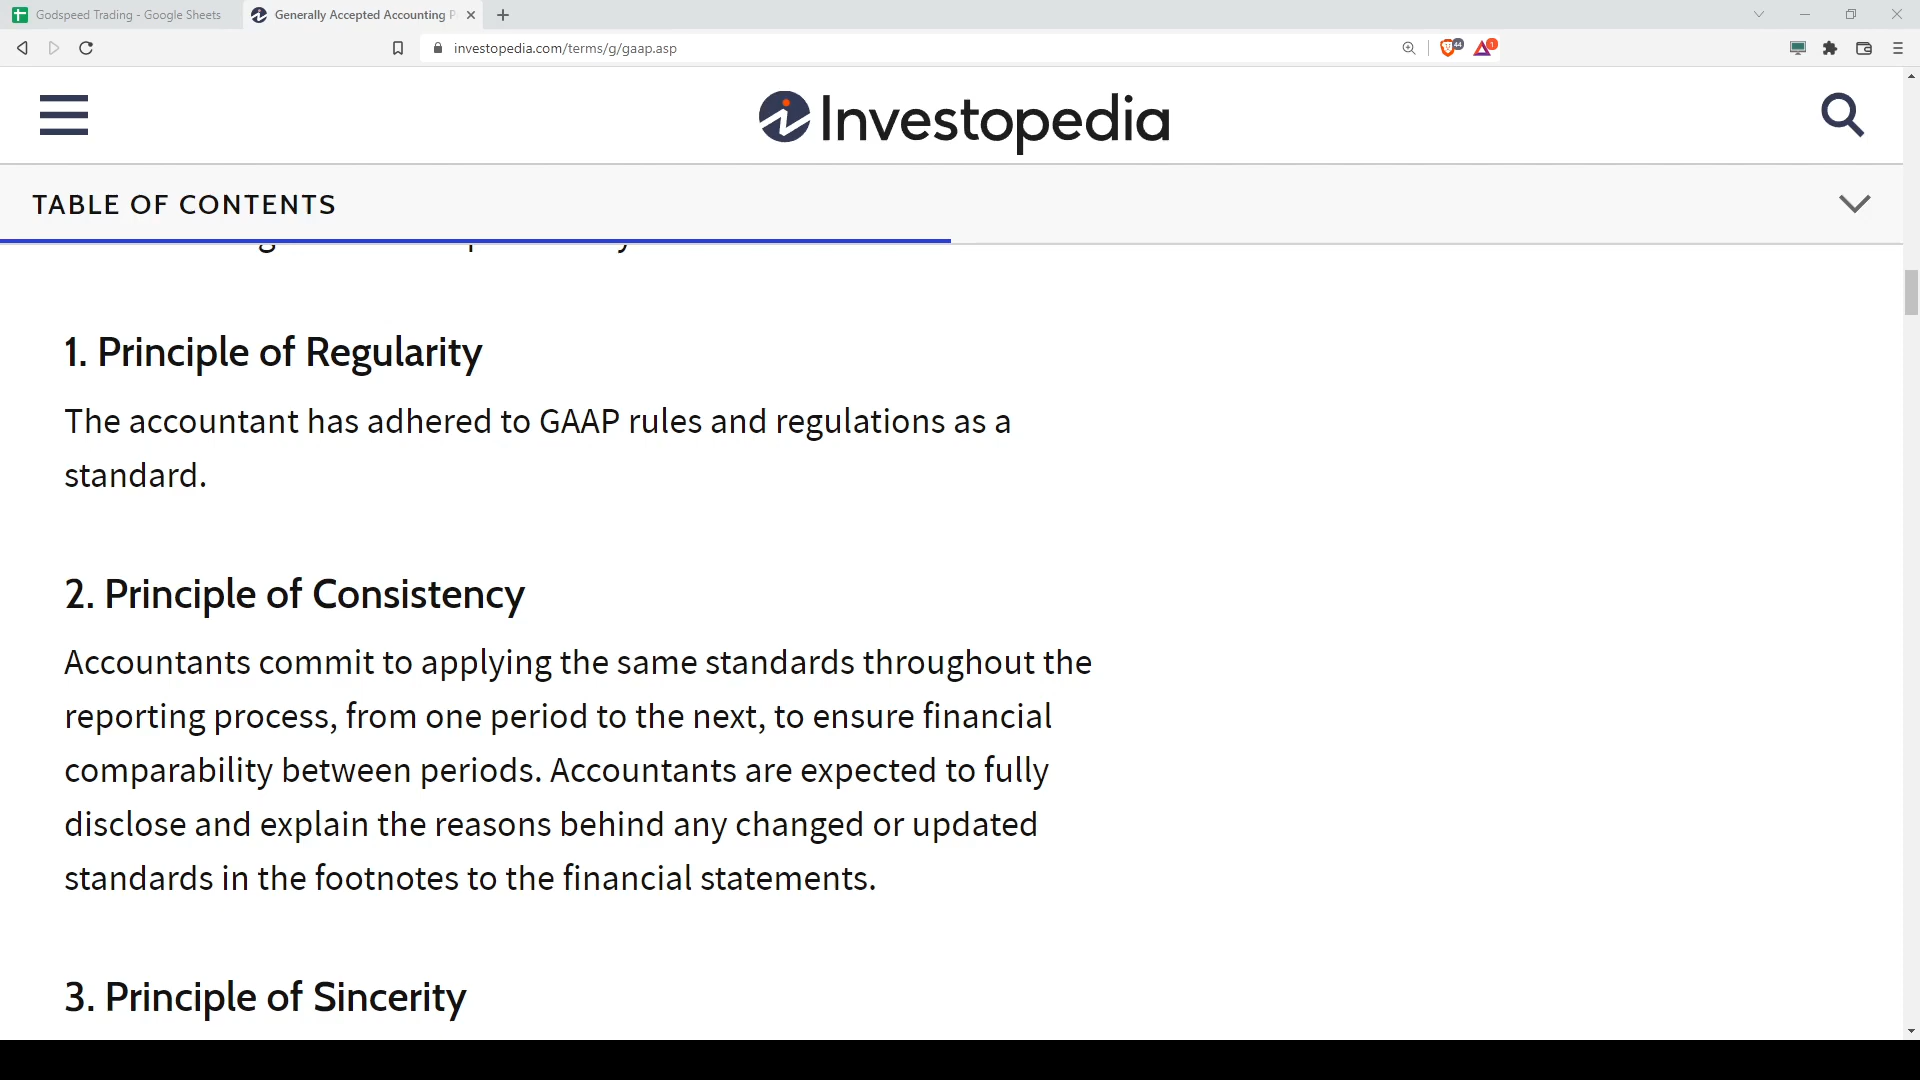 Godspeed Trading - Google Sheets
Generally Accepted Accounting P
investopedia.com/terms/g/gaap.asp
44
1
Investopedia
TABLE OF CONTENTS
1. Principle of Regularity
The accountant has adhered to GAAP rules and regulations as a
standard.
2. Principle of Consistency
Accountants commit to applying the same standards throughout the
reporting process, from one period to the next, to ensure financial
comparability between periods. Accountants are expected to fully
disclose and explain the reasons behind any changed or updated
standards in the footnotes to the financial statements.
3. Principle of Sincerity